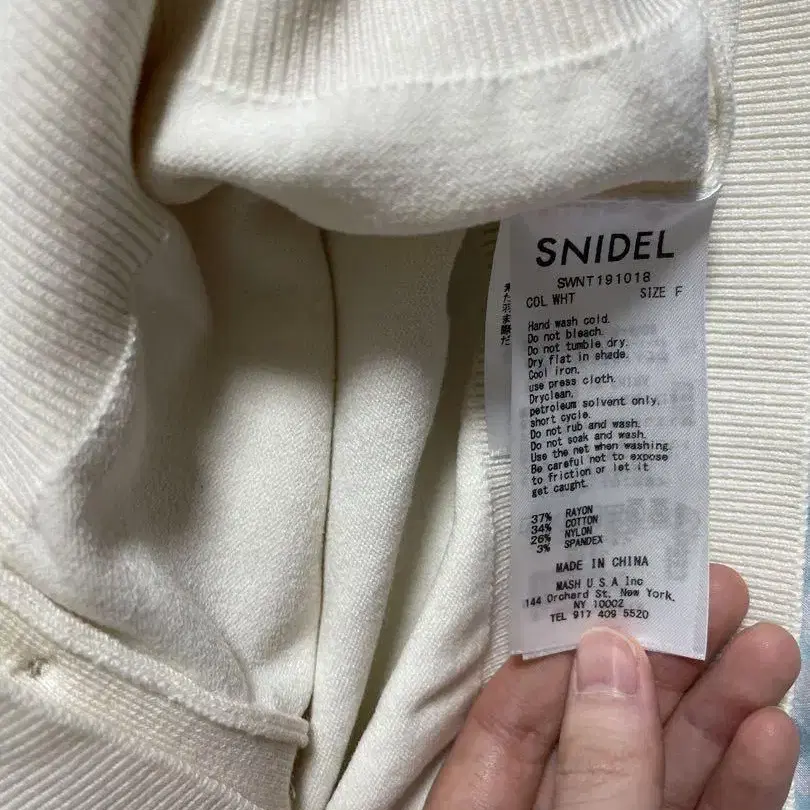 SNIDEL
SWNT191018
COL WHT SIZE F
Hand wash cold.
Do not bleach.
Do not tumble dry.
Dry flat in shade.
Cool iron.
use press cloth.
Dryclean.
petroleum solvent only.
short cycle.
Do not rub and wash.
Do not soak and wash.
Use the net when washing.
Be careful not to expose
to friction or let it
get caught.
37% RAYON
34% COTTON
26% NYLON
3% SPANDEX
MADE IN CHINA
MASH U.S.A Inc
144 Orchard St. New York.
NY 10002
TEL 917 409 5520